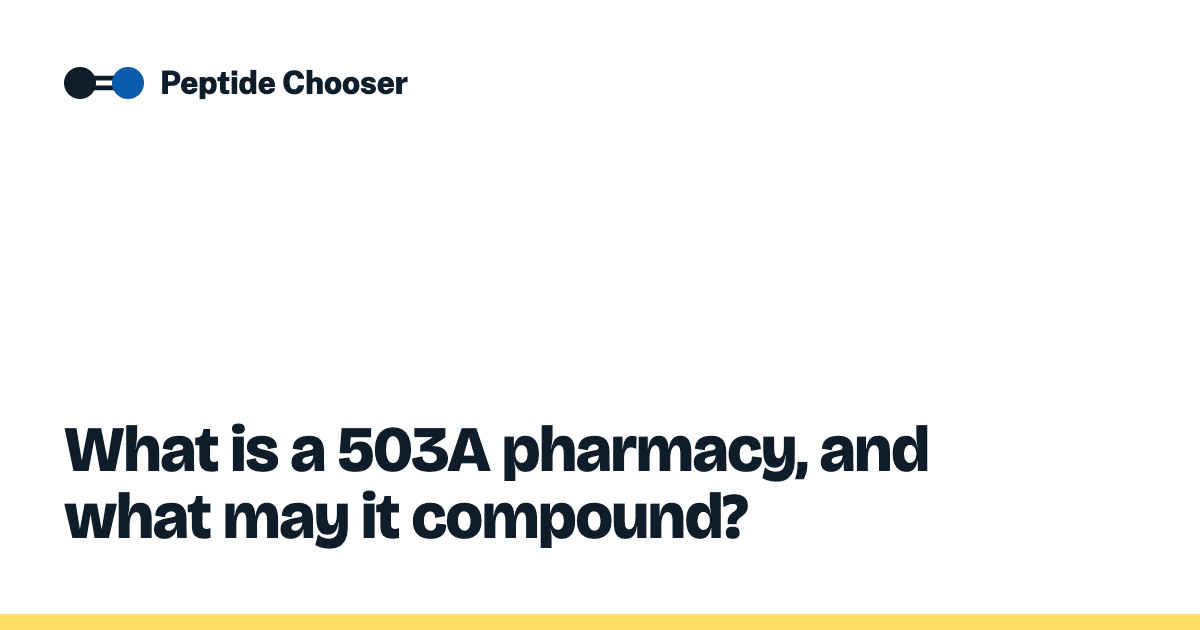 Peptide Chooser
What is a 503A pharmacy, and
what may it compound?